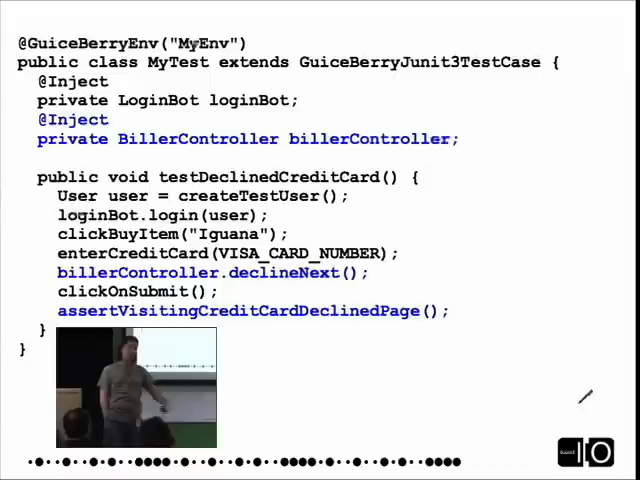 @GuiceBerryEnv("MyEnv")
public class MyTest extends GuiceBerryJunit3TestCase {
@Inject
private LoginBot loginBot;
@Inject
private BillerController billerController;
public void testDeclinedCreditCard() {
User user = createTestUser();
loginBot.login(user);
clickBuyItem("Iguana");
enterCreditCard(VISA_CARD_NUMBER);
billerController.declineNext();
clickOnSubmit();
assertVisitingCreditCardDeclinedPage();
}
}
IO